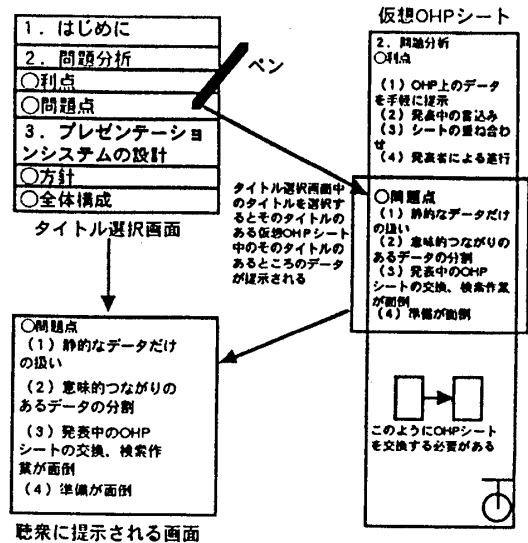 1．はじめに
2．問題分析
○利点
○問題点
3．プレゼンテーショ
ンシステムの設計
○方針
○全体構成
タイトル選択画面
ペン
タイトル選択画面中
のタイトルを選択す
るとそのタイトルの
ある仮想OHPシート
中のそのタイトルの
あるところのデータ
が提示される
仮想OHPシート
2．問題分析
○利点
（1）OHP上のデータ
を手軽に提示
（2）発表中の書込み
（3）シートの重ね合わ
せ
（4）発表者による進行
○問題点
（1）静的なデータだけ
の扱い
（2）意味的つながりの
あるデータの分割
（3）発表中のOHP
シートの交換、検索作業
が面倒
（4）準備が面倒
このようにOHPシート
を交換する必要がある
○問題点
（1）静的なデータだけ
の扱い
（2）意味的つながりの
あるデータの分割
（3）発表中のOHP
シートの交換、検索作
業が面倒
（4）準備が面倒
聴衆に提示される画面